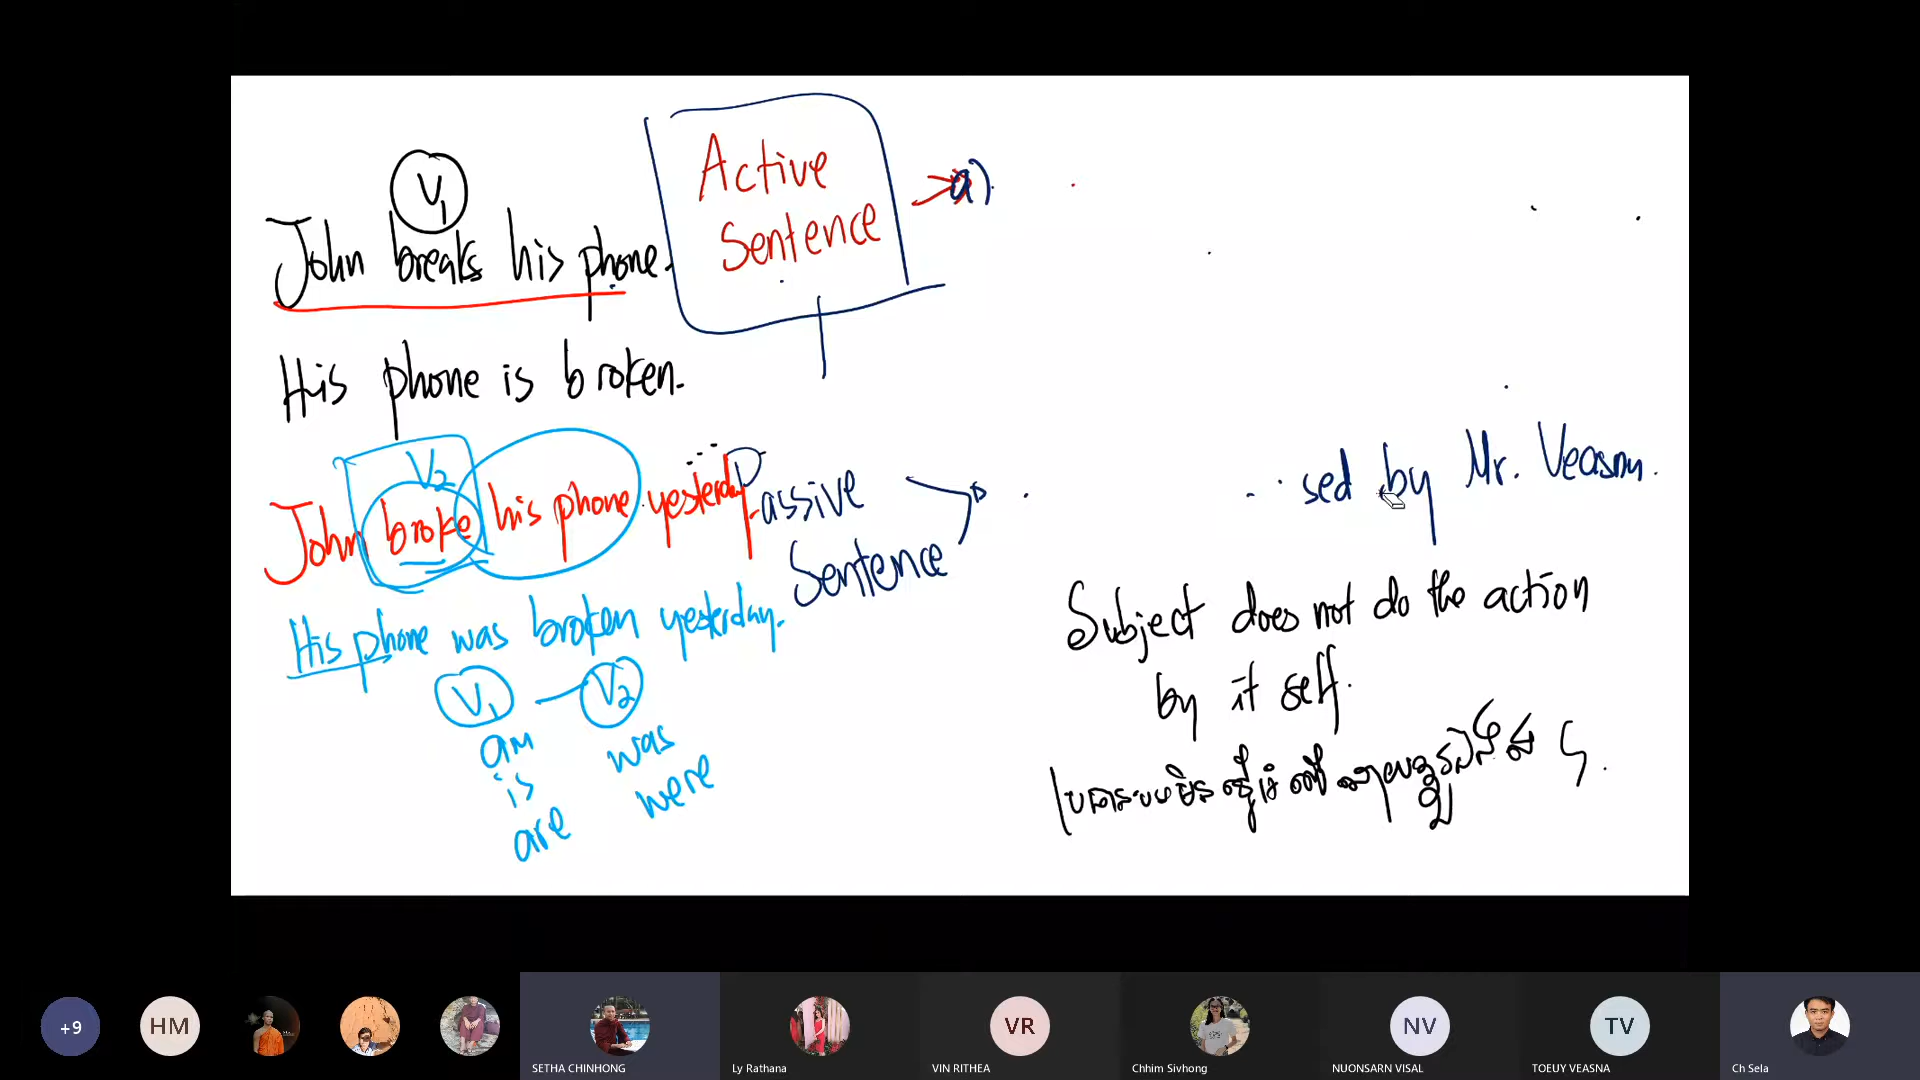 V1
John breaks his phone.
Active
Sentence
a)
His phone is broken.
V2
John broke his phone yesterday.
Passive
Sentence
sed by Mr. Veasna.
His phone was broken yesterday.
V1 V2
am
is
are
was
were
Subject does not do the action
by it self.
+9
HM
SETHA CHINHONG
Ly Rathana
VR
VIN RITHEA
Chhim Sivhong
NV
NUONSARN VISAL
TV
TOEUY VEASNA
Ch Sela